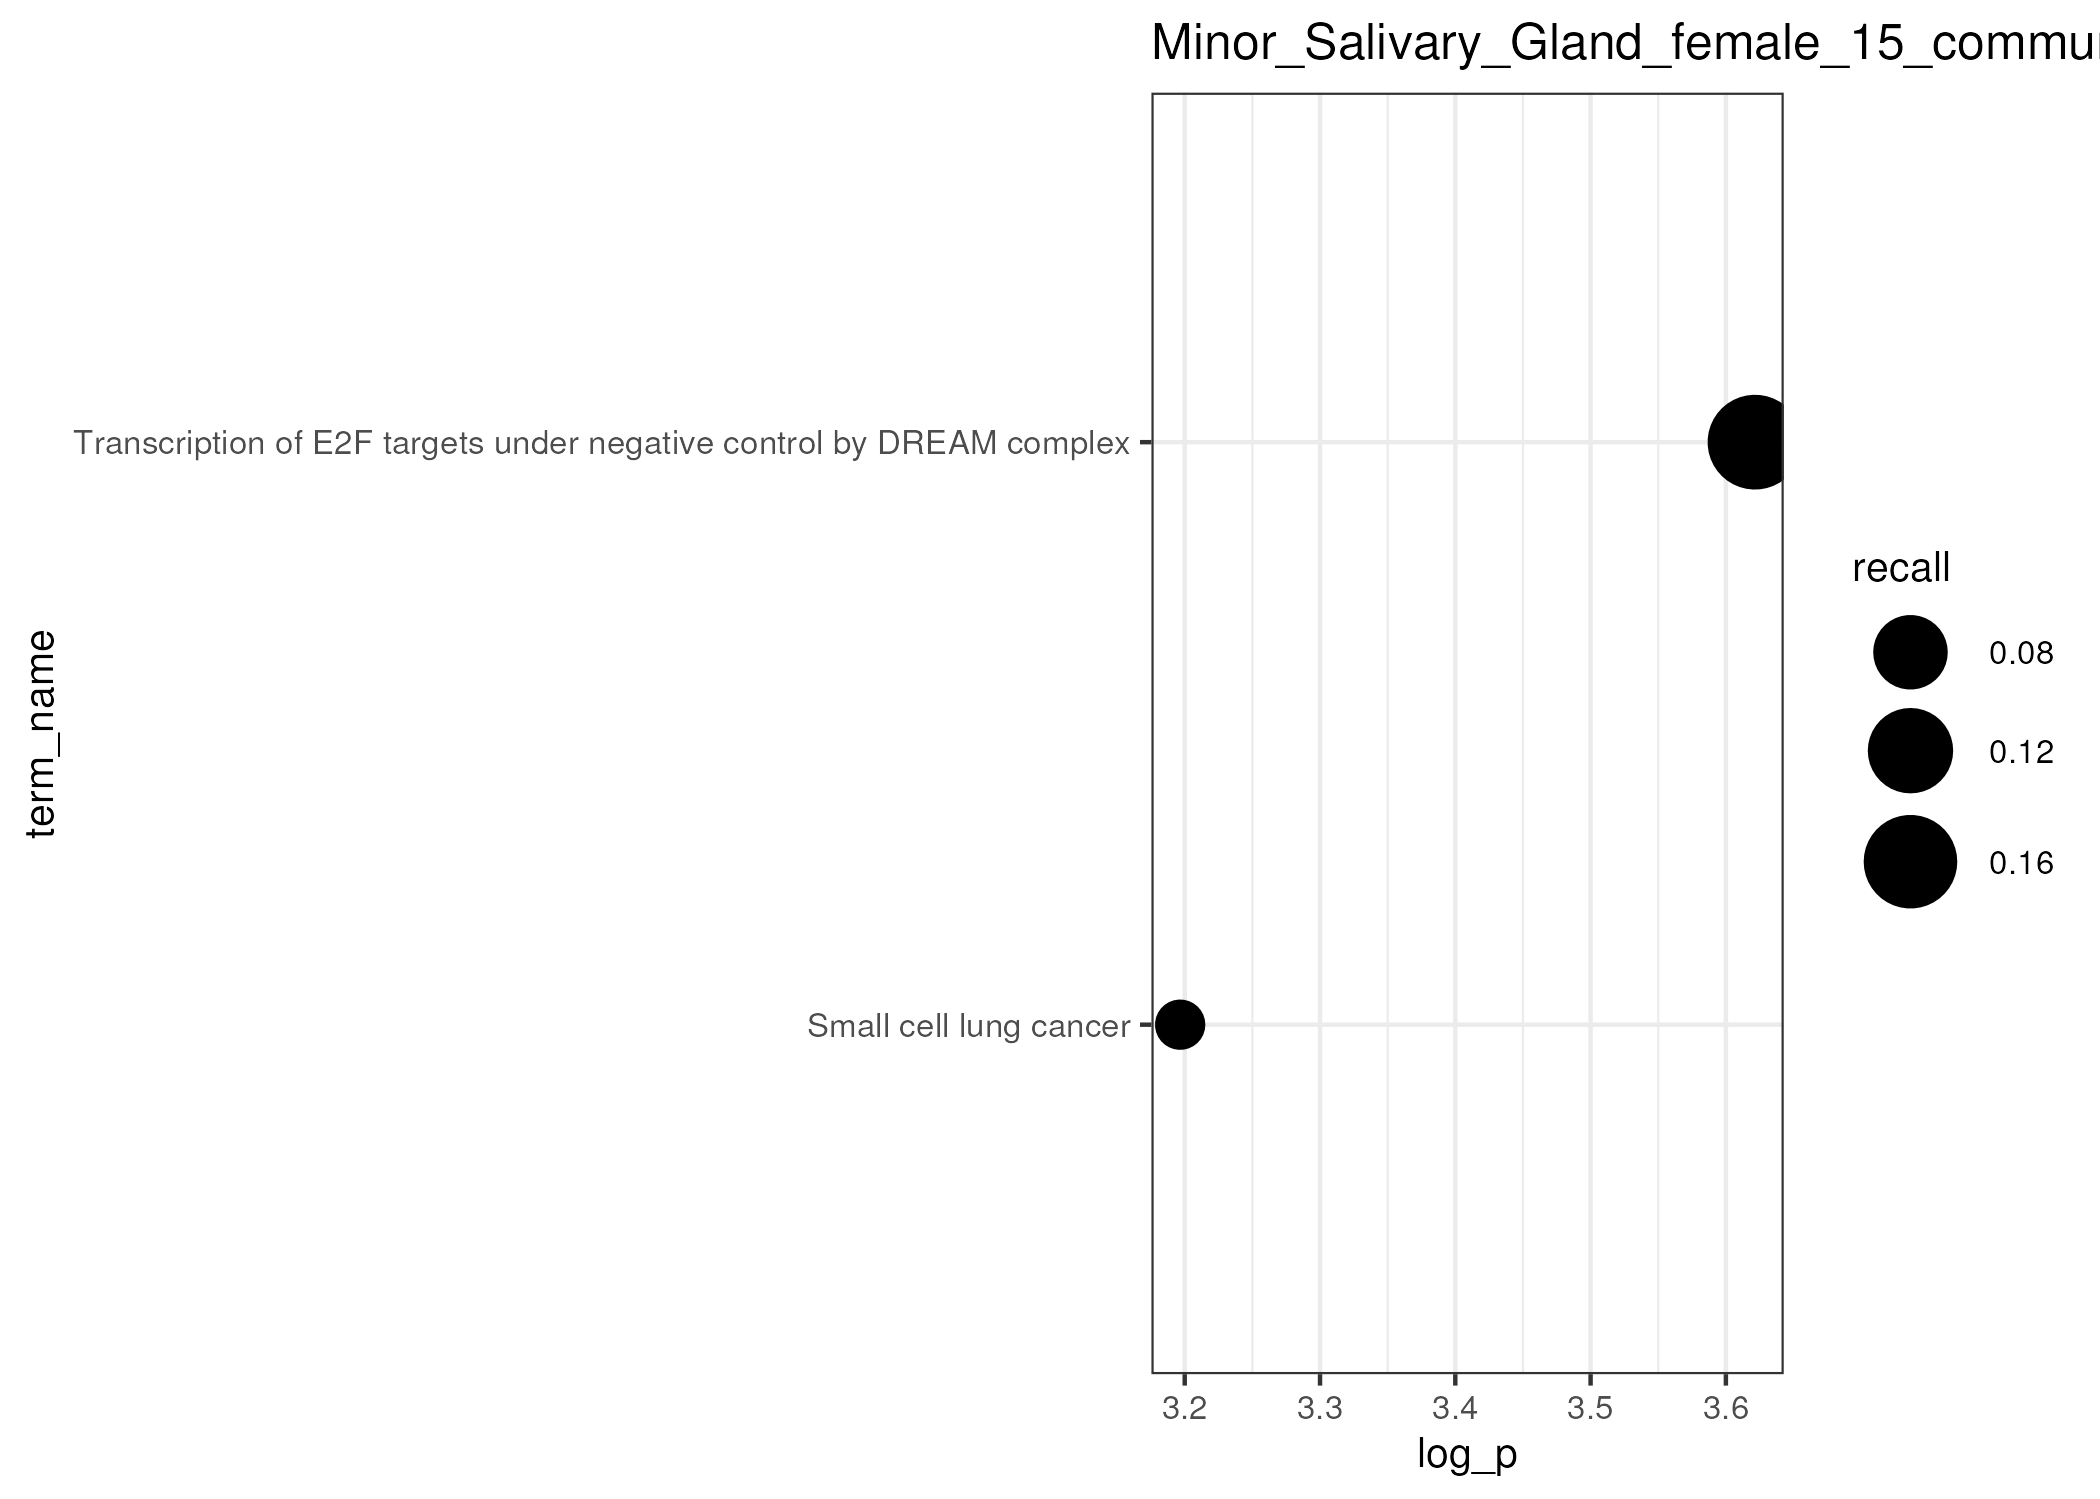 Minor_Salivary_Gland_female_15_commu
Transcription of E2F targets under negative control by DREAM complex
Small cell lung cancer
term_name
3.2 3.3 3.4 3.5 3.6
log_p
recall
0.08
0.12
0.16